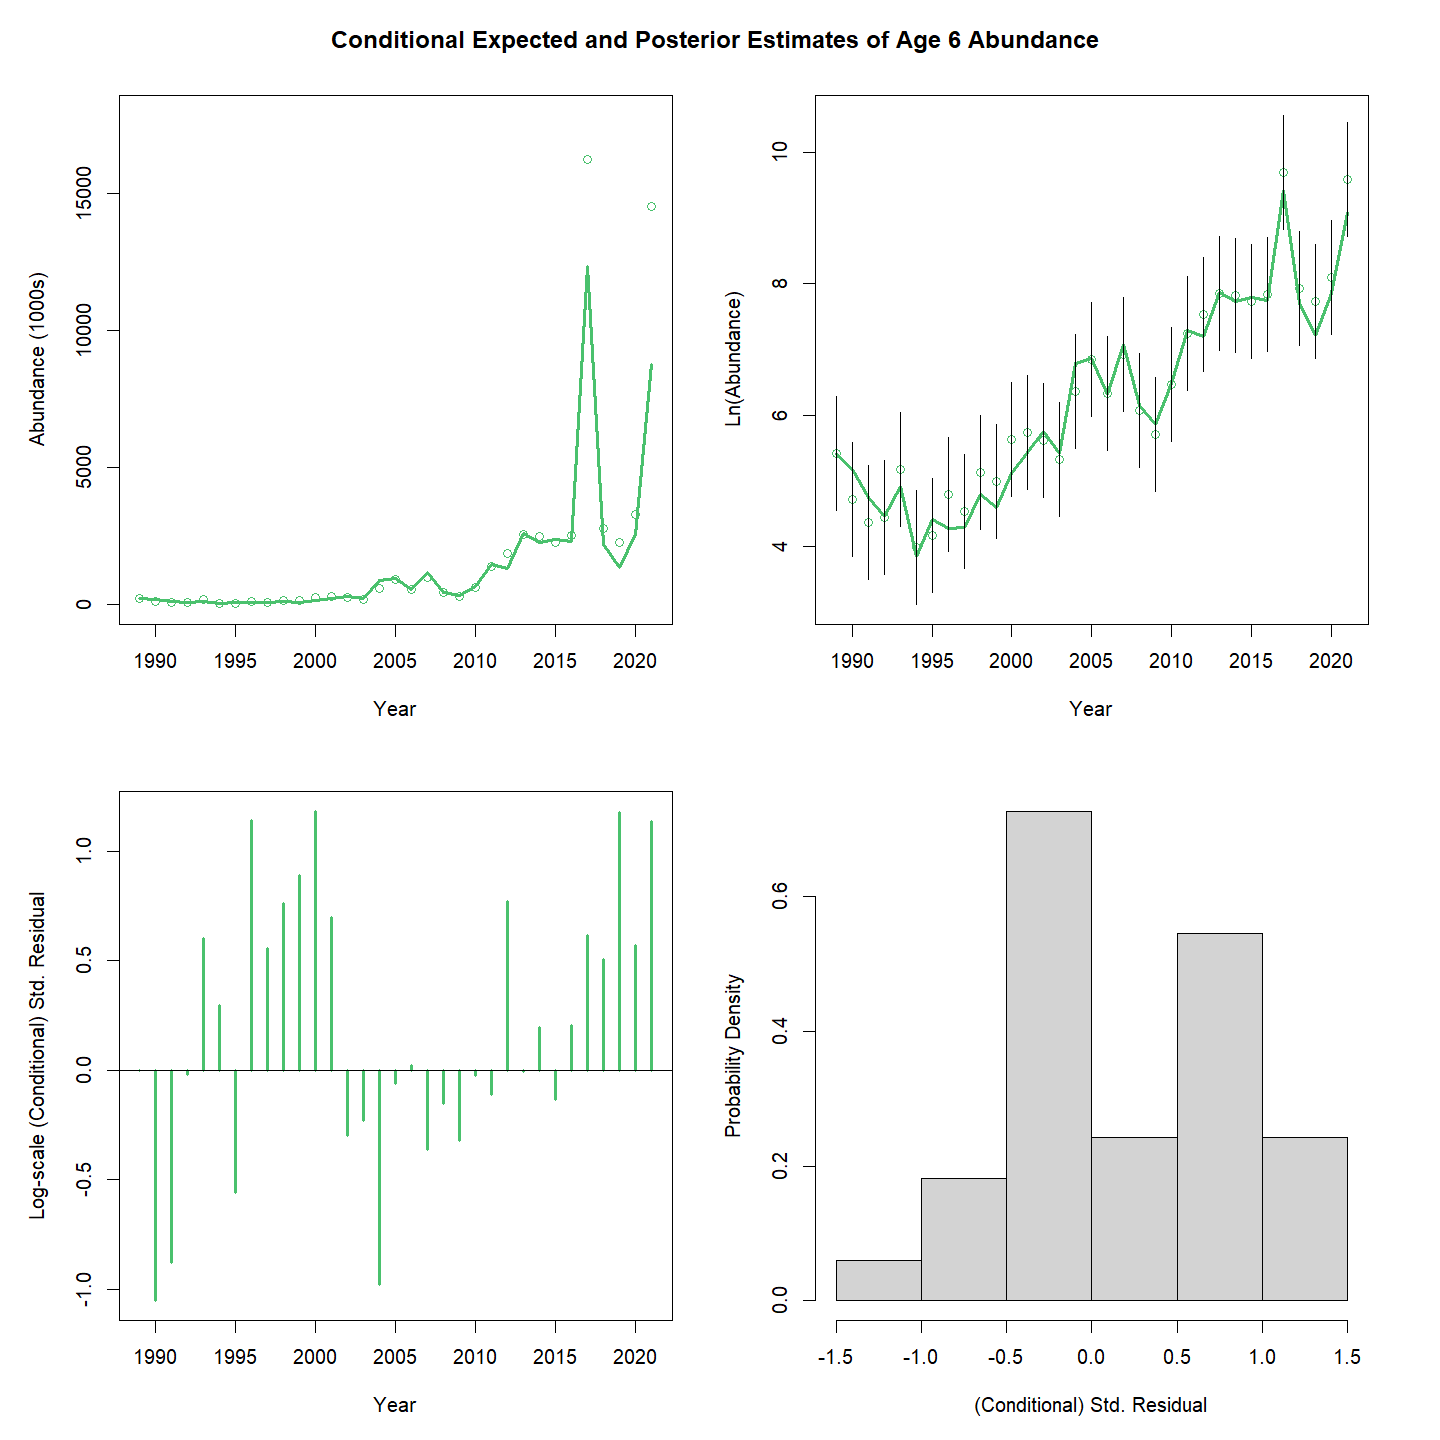 Conditional Expected and Posterior Estimates of Age 6 Abundance
Abundance (1000s)
0 5000 10000 15000
1990 1995 2000 2005 2010 2015 2020
Year
Ln(Abundance)
4 6 8 10
1990 1995 2000 2005 2010 2015 2020
Year
Log-scale (Conditional) Std. Residual
-1.0 -0.5 0.0 0.5 1.0
1990 1995 2000 2005 2010 2015 2020
Year
Probability Density
0.0 0.2 0.4 0.6
-1.5 -1.0 -0.5 0.0 0.5 1.0 1.5
(Conditional) Std. Residual